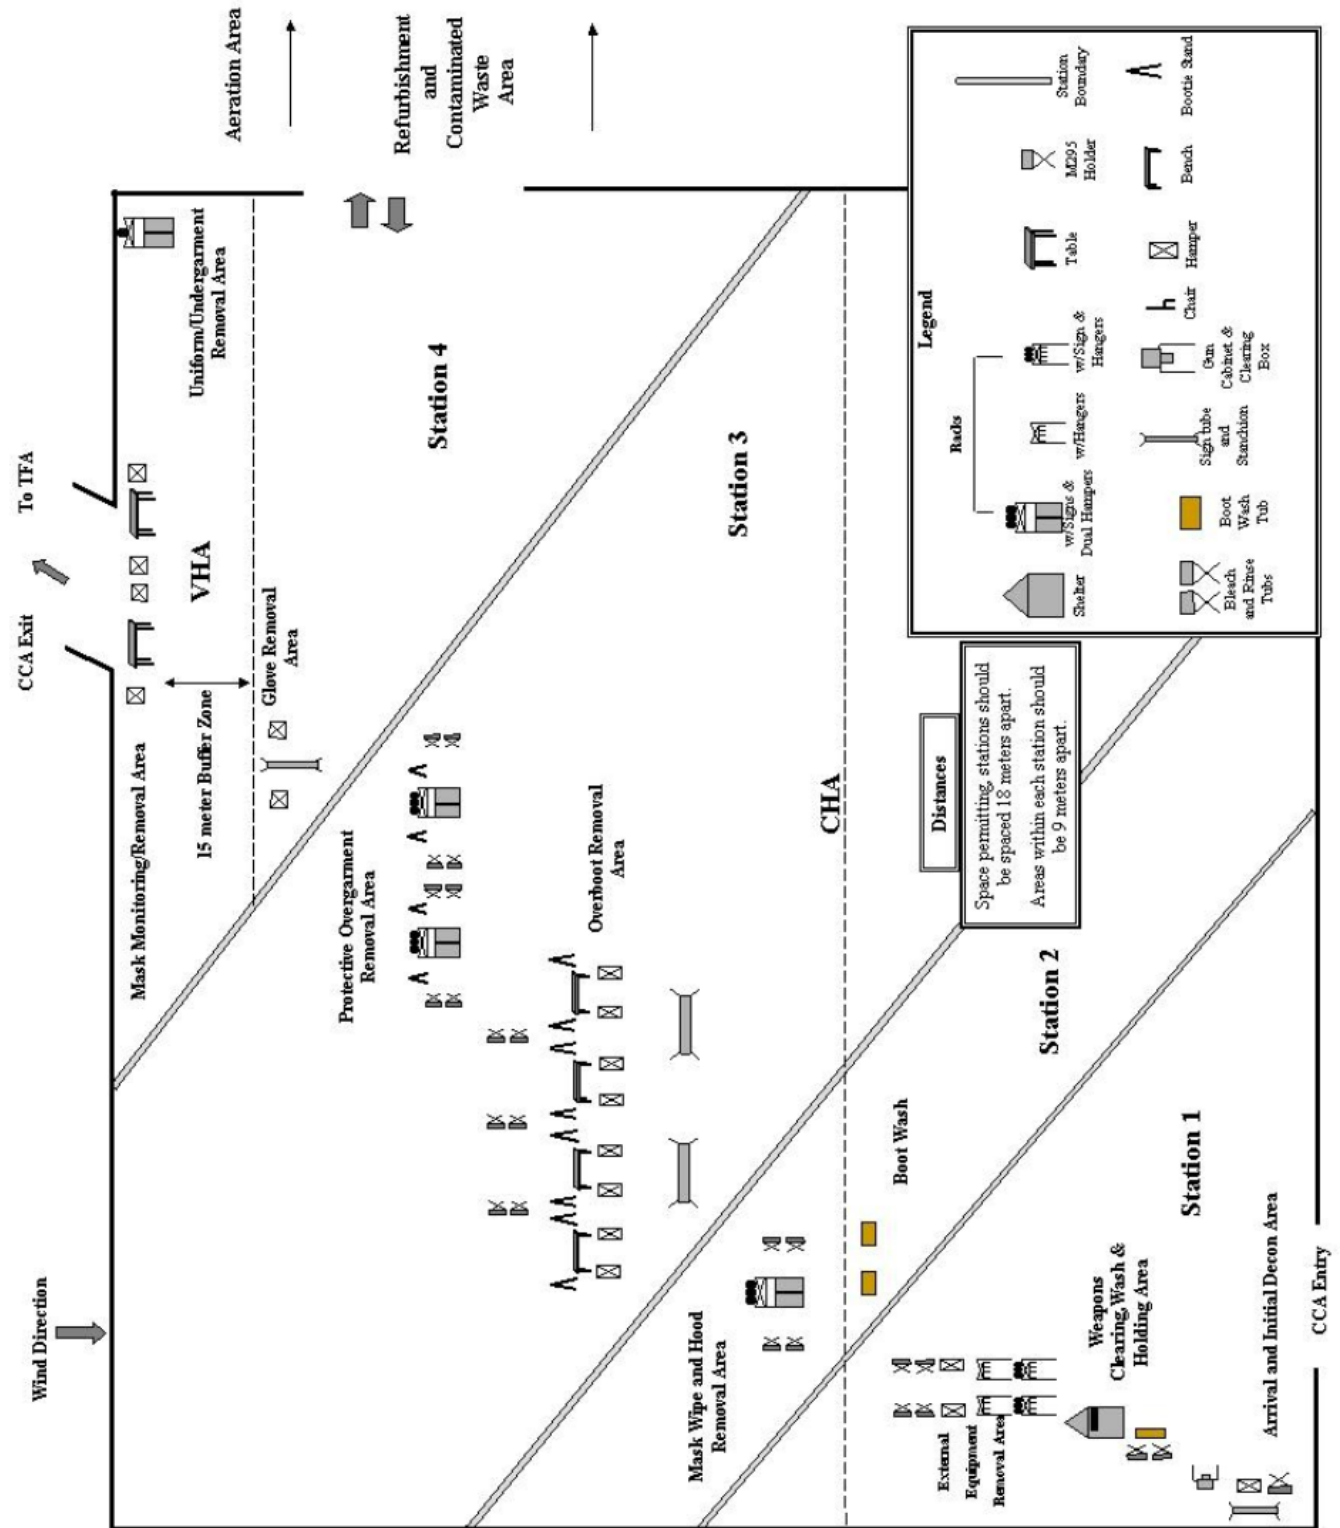 Wind Direction
CCA Exit
To TFA
Aeration Area
Refurbishment
and
Contaminated
Waste
Area
Mask Monitoring/Removal Area
VHA
15 meter Buffer Zone
Glove Removal
Area
Uniform/Undergarment
Removal Area
Station 4
Protective Overgarment
Removal Area
Overboot Removal
Area
Station 3
Mask Wipe and Hood
Removal Area
CHA
Boot Wash
Station 2
External
Equipment
Removal Area
Weapons
Clearing, Wash &
Holding Area
Station 1
Arrival and Initial Decon Area
CCA Entry
Distances
Space permitting, stations should
be spaced 18 meters apart.
Areas within each station should
be 9 meters apart.
Legend
Racks
Shelter
w/Signs &
Dual Hampers
w/Hangers
w/Sign &
Hangers
Table
M295
Holder
Station
Boundary
Bleach
and Rinse
Tubs
Boot
Wash
Tub
Sign tube
and
Stanchion
Gun
Cabinet &
Clearing
Box
Chair
Hamper
Bench
Bootie Stand